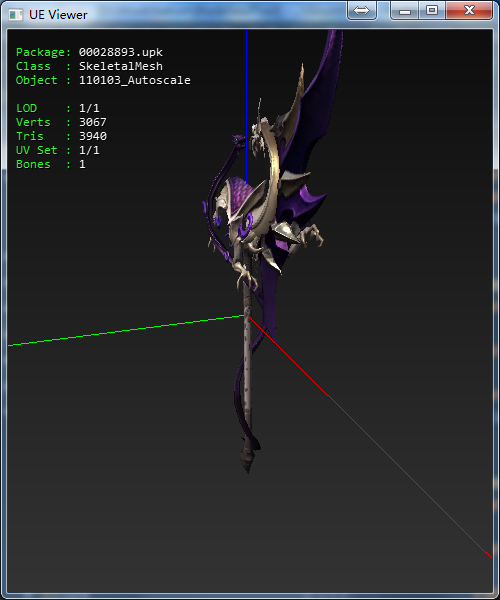 UE Viewer
Package: 00028893.upk
Class : SkeletalMesh
Object : 110103_Autoscale
LOD : 1/1
Verts : 3067
Tris : 3940
UV Set : 1/1
Bones : 1